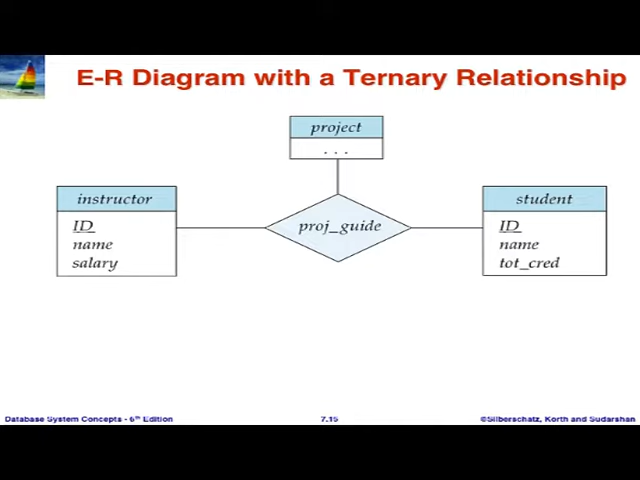 E-R Diagram with a Ternary Relationship
project
. . .
instructor
ID
name
salary
proj_guide
student
ID
name
tot_cred
Database System Concepts - 6th Edition
7.15
©Silberschatz, Korth and Sudarshan